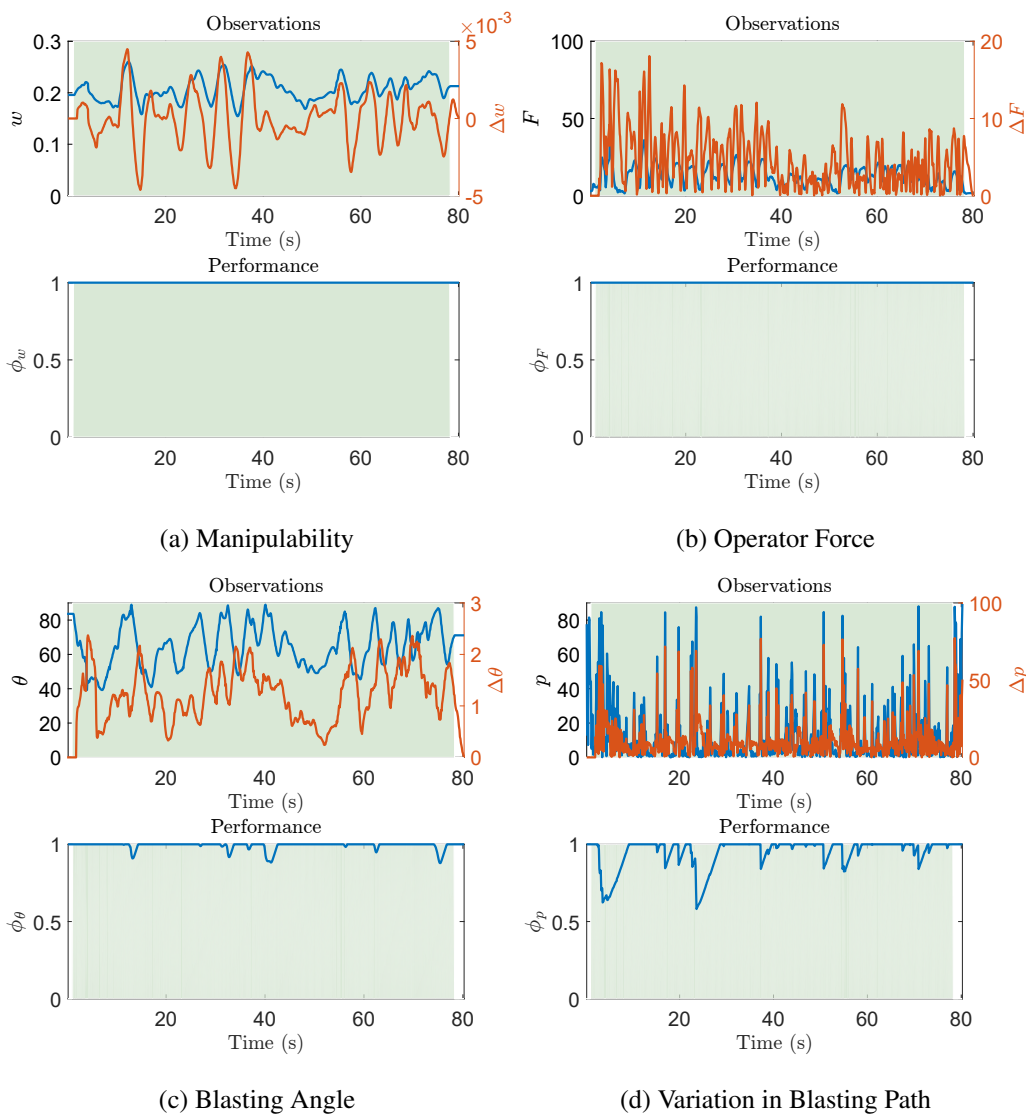 Observations
×10⁻³
0.3
5
0.2
w
0
Δw
0.1
0
-5
20 40 60 80
Time (s)
Performance
1
0.5
ϕ_w
0
20 40 60 80
Time (s)
(a) Manipulability
Observations
100
20
50
F
10
ΔF
0
0
20 40 60 80
Time (s)
Performance
1
0.5
ϕ_F
0
20 40 60 80
Time (s)
(b) Operator Force
Observations
3
80
60
2
θ
Δθ
40
1
20
0
0
20 40 60 80
Time (s)
Performance
1
0.5
ϕ_θ
0
20 40 60 80
Time (s)
(c) Blasting Angle
Observations
100
80
60
p
50
Δp
40
20
0
0
20 40 60 80
Time (s)
Performance
1
0.5
ϕ_p
0
20 40 60 80
Time (s)
(d) Variation in Blasting Path